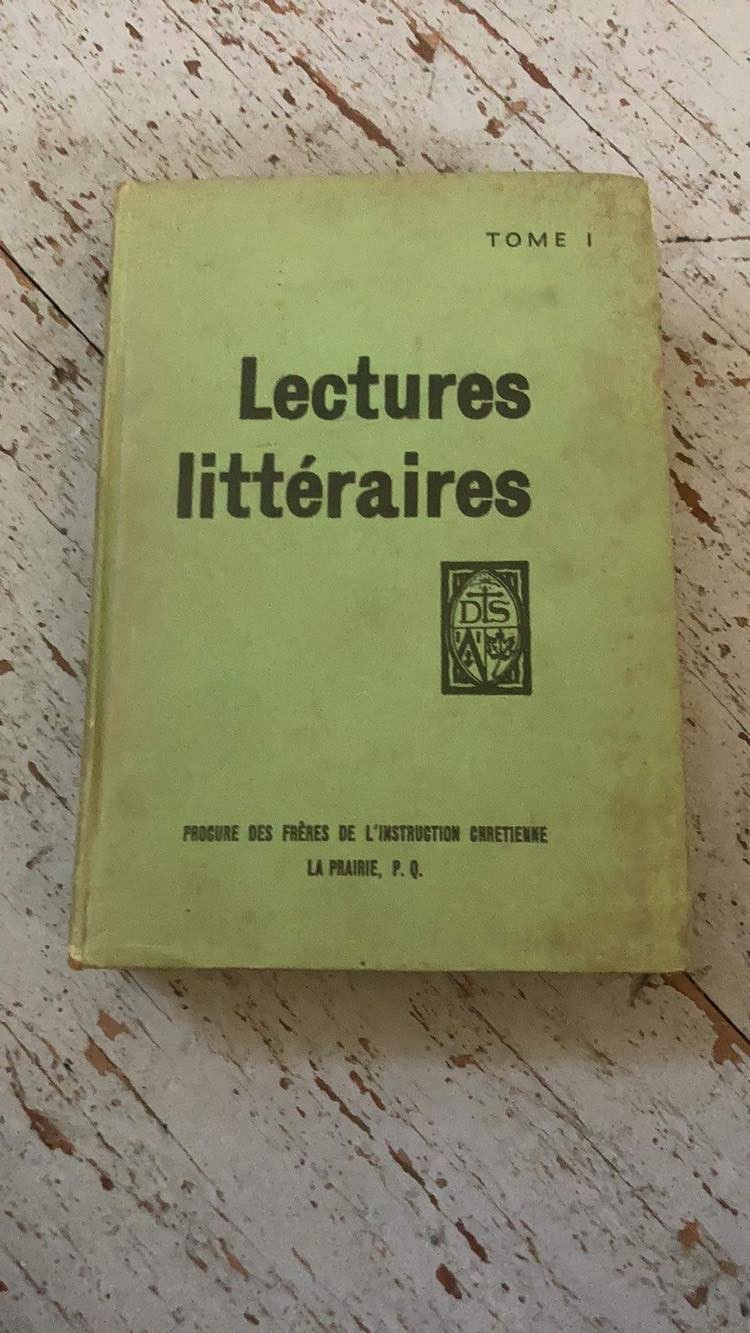 TOME I
Lectures
littéraires
D S
PROCURE DES FRÈRES DE L'INSTRUCTION CHRETIENNE
LA PRAIRIE, P. Q.